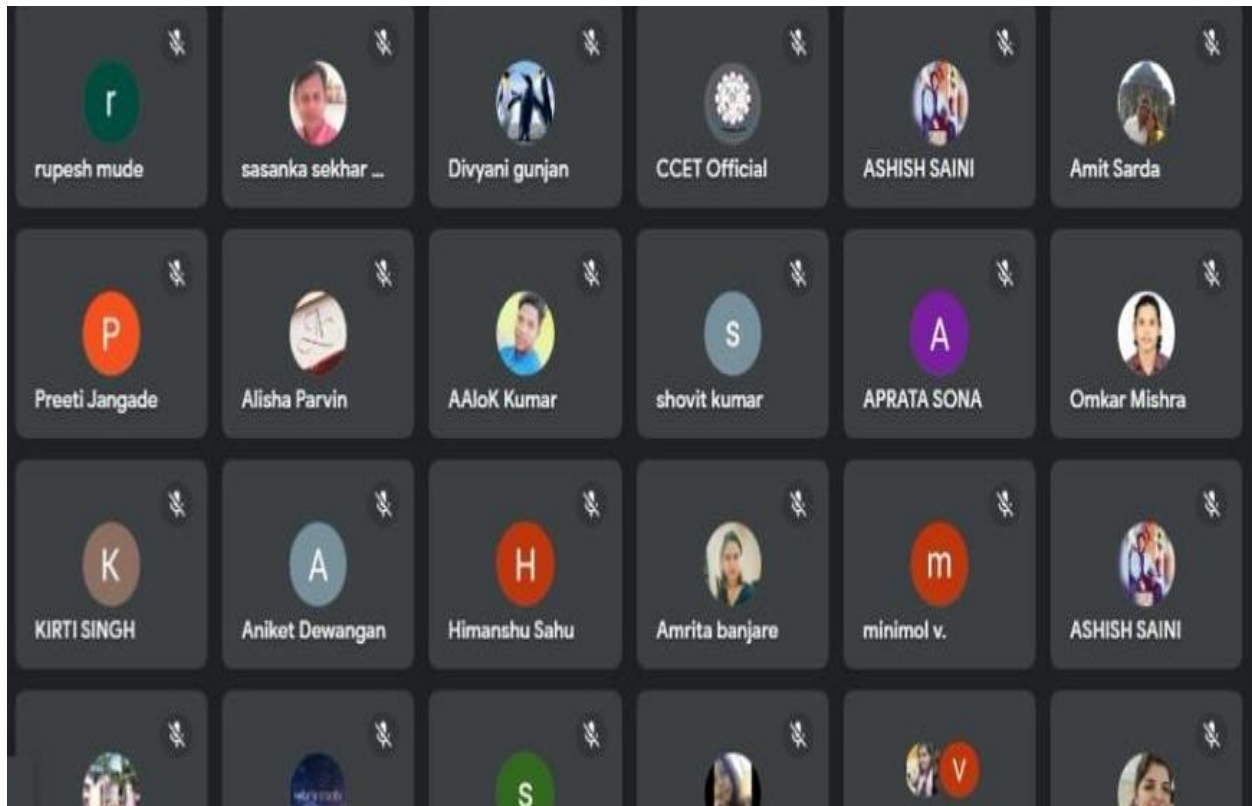 r
rupesh mude
sasanka sekhar ...
Divyani gunjan
CCET Official
ASHISH SAINI
Amit Sarda
P
Preeti Jangade
Alisha Parvin
AAloK Kumar
s
shovit kumar
A
APRATA SONA
Omkar Mishra
K
KIRTI SINGH
A
Aniket Dewangan
H
Himanshu Sahu
Amrita banjare
m
minimol v.
ASHISH SAINI
S
V